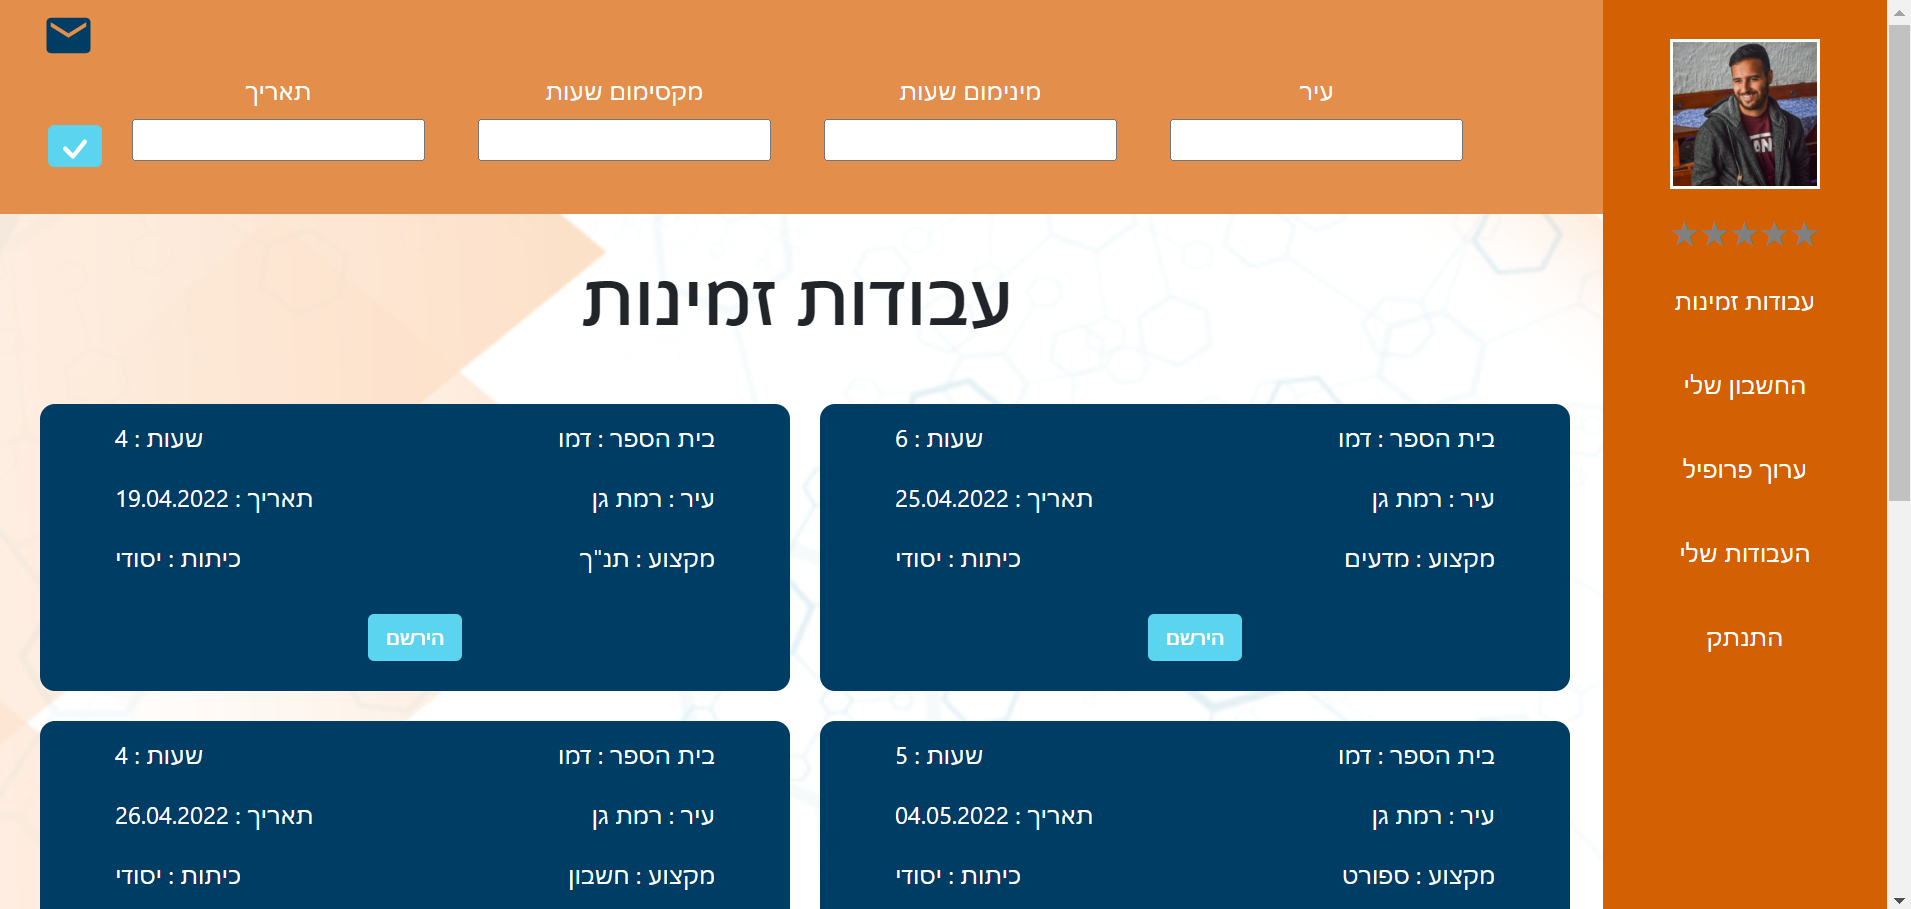 עיר
מינימום שעות
מקסימום שעות
תאריך
עבודות זמינות
החשבון שלי
ערוך פרופיל
העבודות שלי
התנתק
עבודות זמינות
בית הספר : דמו
שעות : 6
עיר : רמת גן
תאריך : 25.04.2022
מקצוע : מדעים
כיתות : יסודי
הירשם
בית הספר : דמו
שעות : 4
עיר : רמת גן
תאריך : 19.04.2022
מקצוע : תנ"ך
כיתות : יסודי
הירשם
בית הספר : דמו
שעות : 5
עיר : רמת גן
תאריך : 04.05.2022
מקצוע : ספורט
כיתות : יסודי
בית הספר : דמו
שעות : 4
עיר : רמת גן
תאריך : 26.04.2022
מקצוע : חשבון
כיתות : יסודי